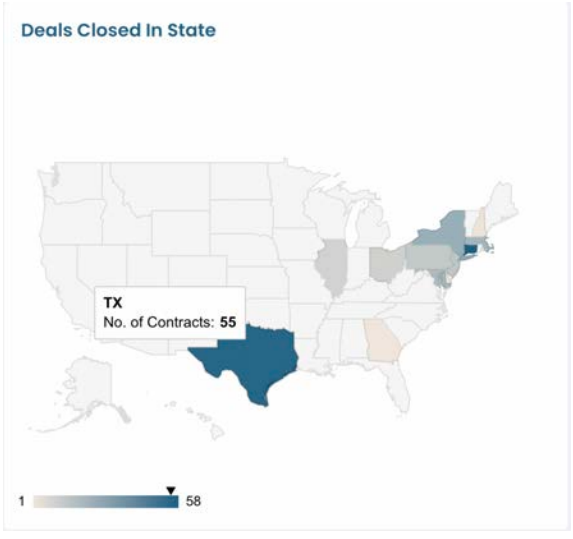 Deals Closed In State
TX
No. of Contracts: 55
1
58